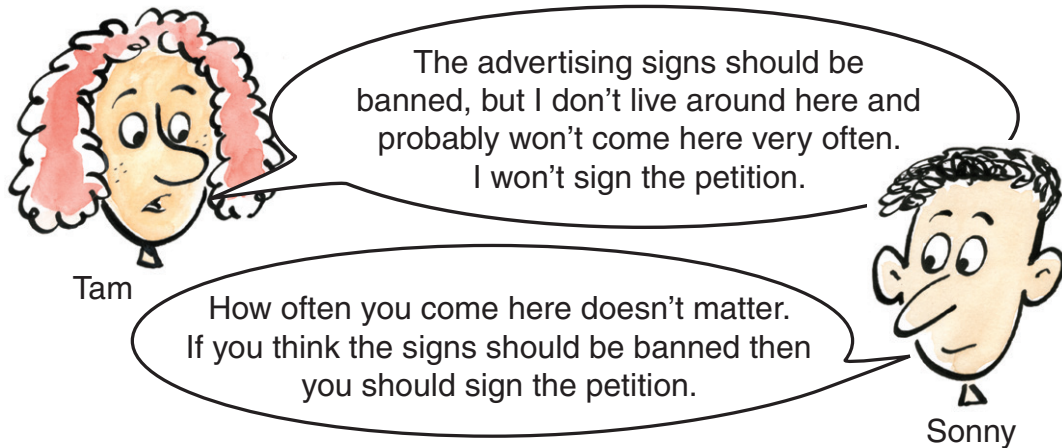 The advertising signs should be
banned, but I don’t live around here and
probably won’t come here very often.
I won’t sign the petition.
Tam
How often you come here doesn’t matter.
If you think the signs should be banned then
you should sign the petition.
Sonny